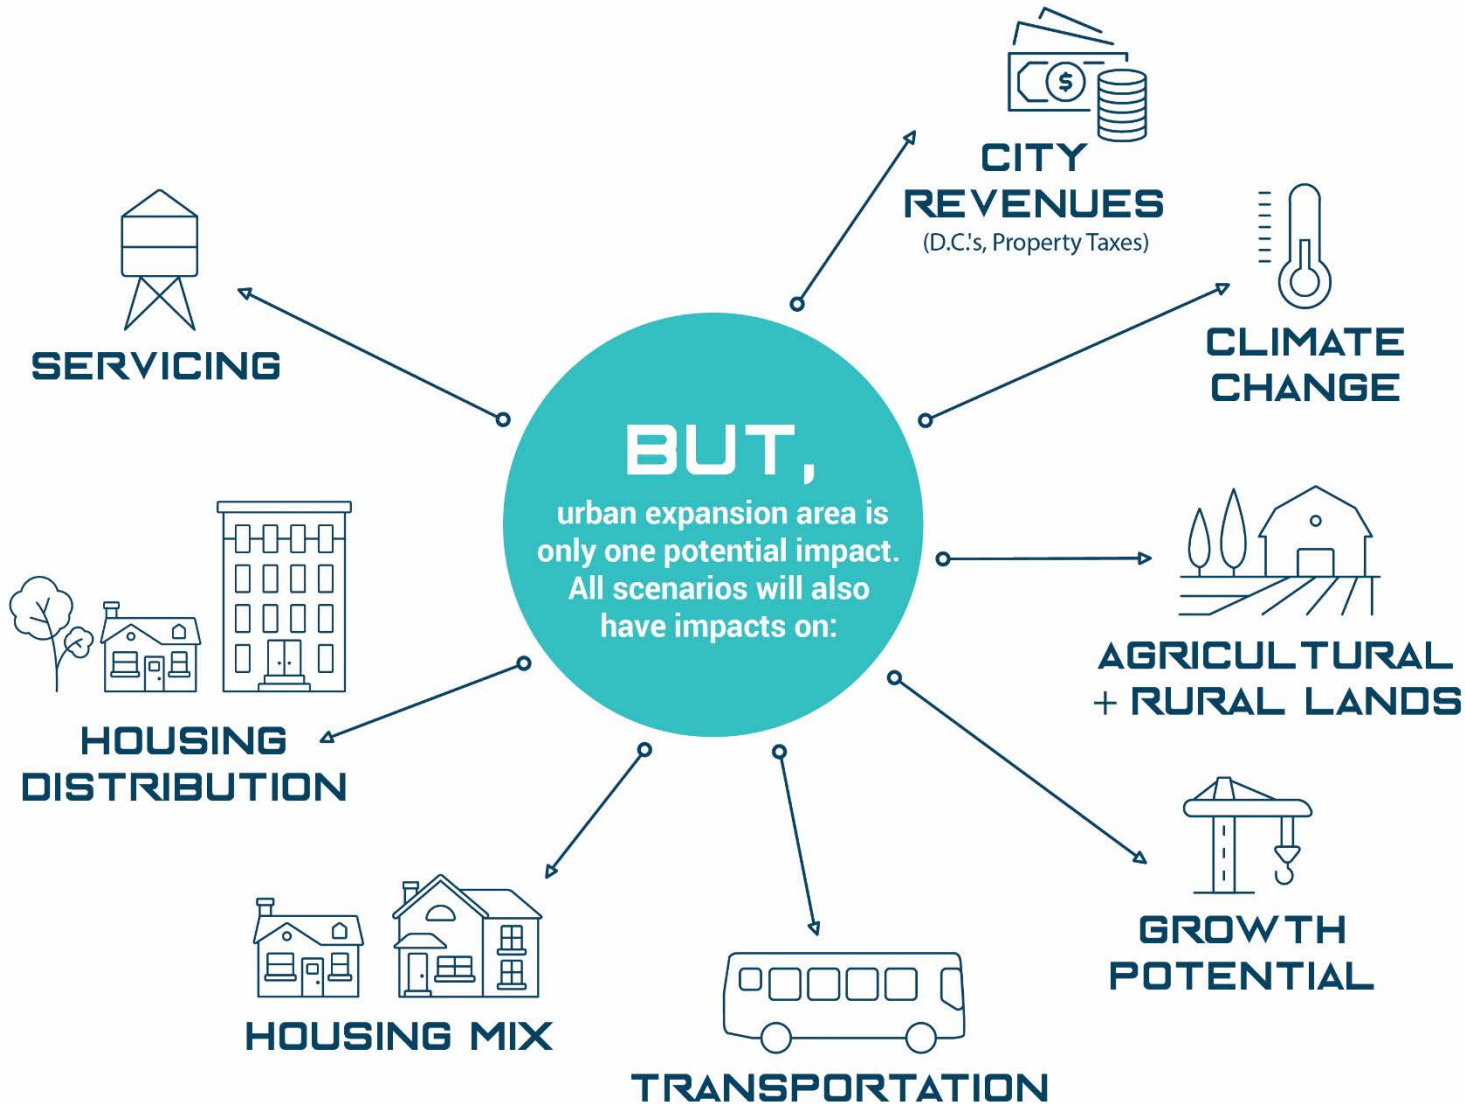 BUT,
urban expansion area is
only one potential impact.
All scenarios will also
have impacts on:
CITY
REVENUES
(D.C.'s, Property Taxes)
CLIMATE
CHANGE
AGRICULTURAL
+ RURAL LANDS
GROWTH
POTENTIAL
TRANSPORTATION
HOUSING MIX
HOUSING
DISTRIBUTION
SERVICING